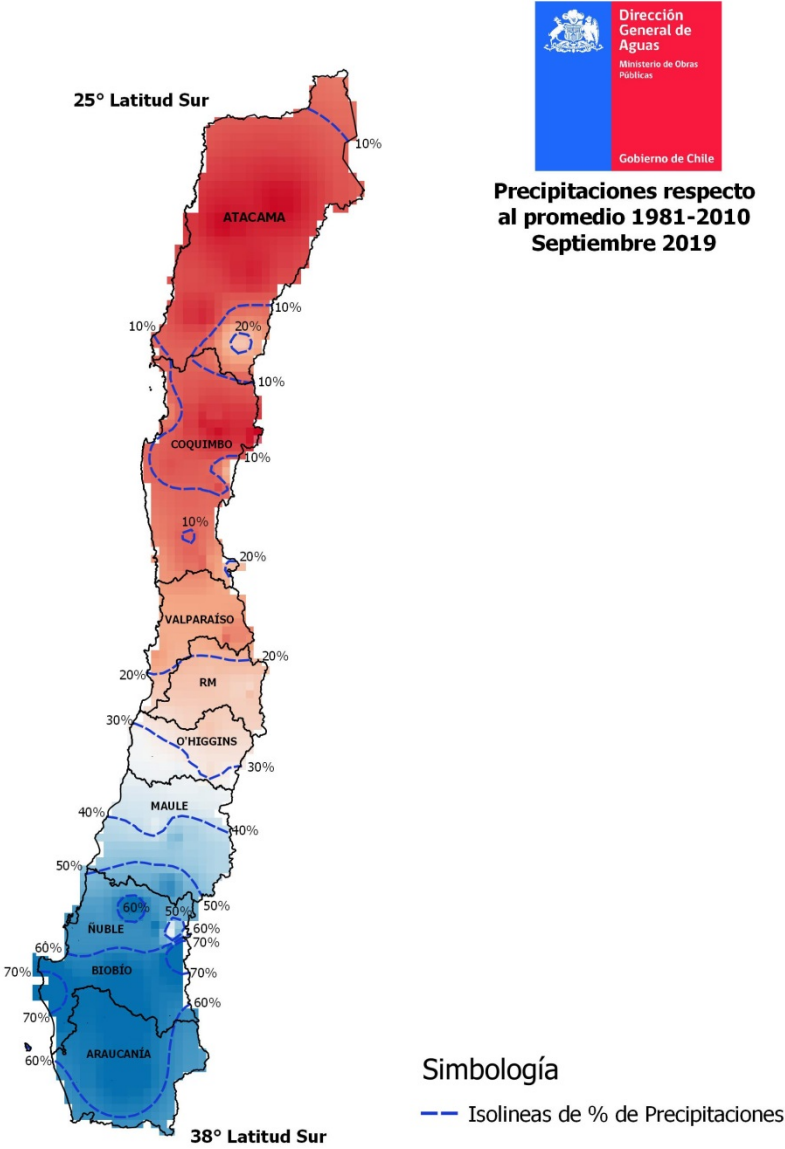 Dirección
General de
Aguas
Ministerio de Obras
Públicas
Gobierno de Chile
Precipitaciones respecto
al promedio 1981-2010
Septiembre 2019
25° Latitud Sur
10%
ATACAMA
10%
10%
20%
10%
COQUIMBO
10%
10%
20%
VALPARAÍSO
20%
20%
RM
30%
O'HIGGINS
30%
MAULE
40%
40%
50%
50%
60%
50%
ÑUBLE
60%
70%
60%
BIOBÍO
70%
70%
60%
70%
ARAUCANÍA
60%
38° Latitud Sur
Simbología
Isolineas de % de Precipitaciones